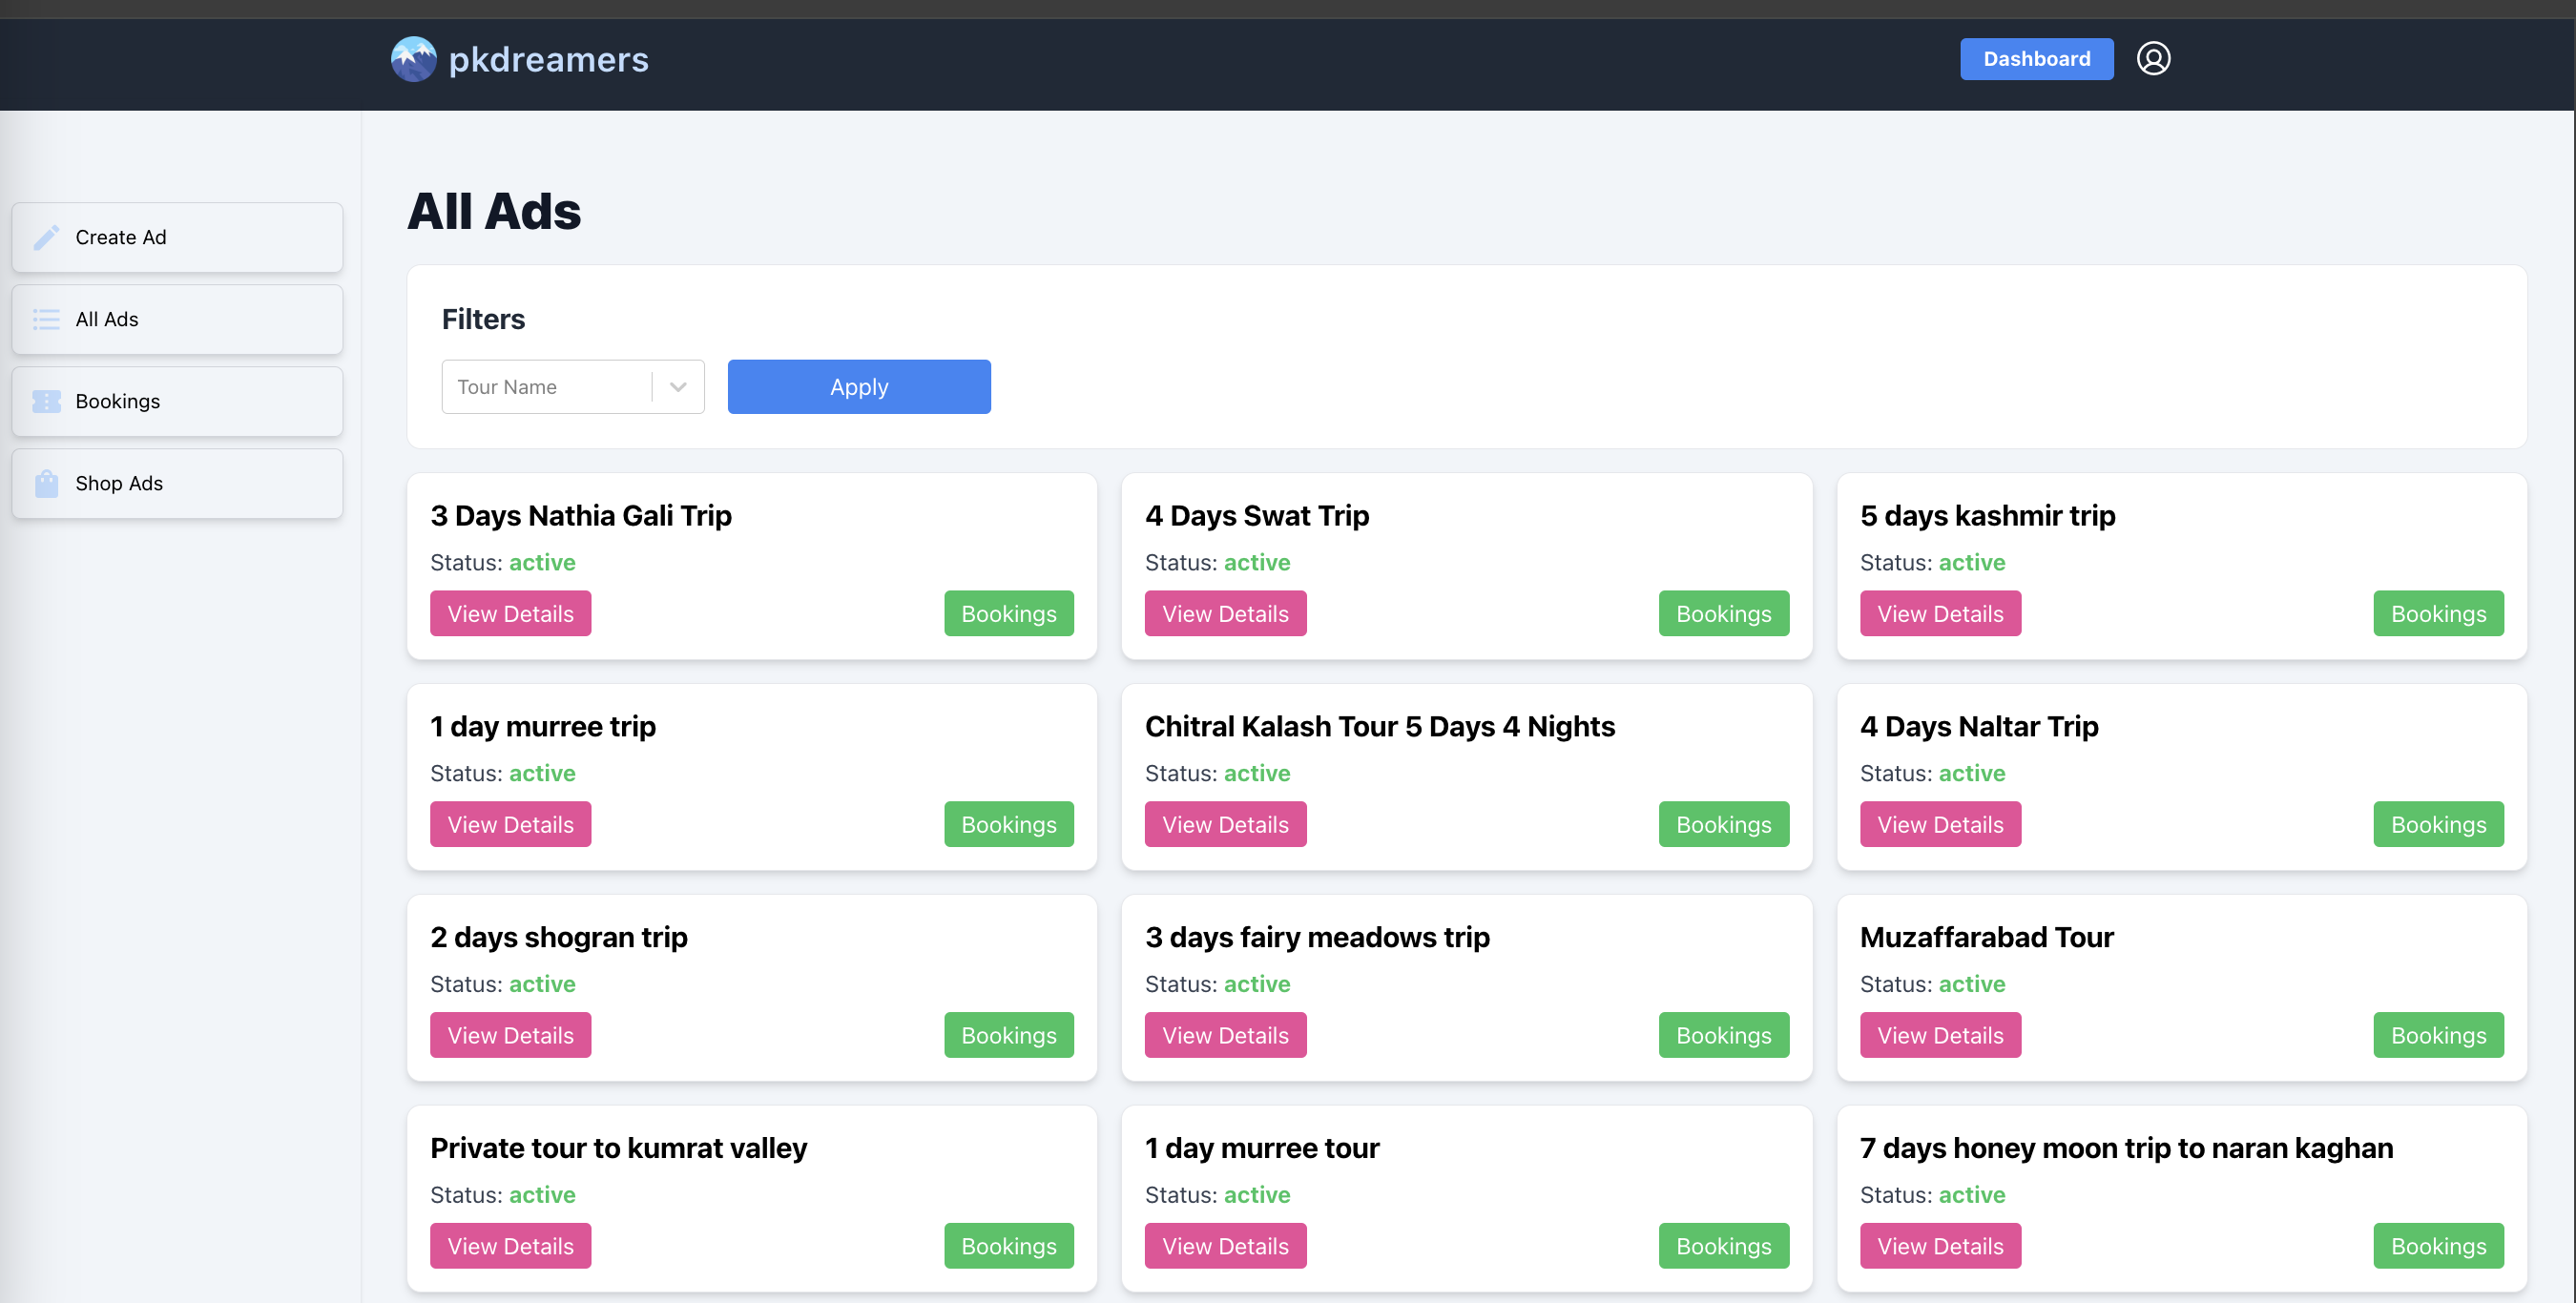 pkdreamers
Dashboard
Create Ad
All Ads
Bookings
Shop Ads
All Ads
Filters
Tour Name
Apply
3 Days Nathia Gali Trip
Status: active
View Details
Bookings
4 Days Swat Trip
Status: active
View Details
Bookings
5 days kashmir trip
Status: active
View Details
Bookings
1 day murree trip
Status: active
View Details
Bookings
Chitral Kalash Tour 5 Days 4 Nights
Status: active
View Details
Bookings
4 Days Naltar Trip
Status: active
View Details
Bookings
2 days shogran trip
Status: active
View Details
Bookings
3 days fairy meadows trip
Status: active
View Details
Bookings
Muzaffarabad Tour
Status: active
View Details
Bookings
Private tour to kumrat valley
Status: active
View Details
Bookings
1 day murree tour
Status: active
View Details
Bookings
7 days honey moon trip to naran kaghan
Status: active
View Details
Bookings